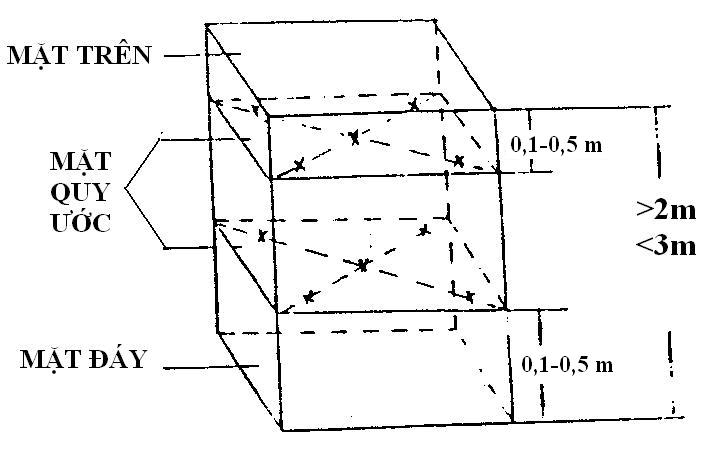 MẶT TRÊN
0,1-0,5 m
MẶT
QUY
ƯỚC
>2m
<3m
MẶT ĐÁY
0,1-0,5 m